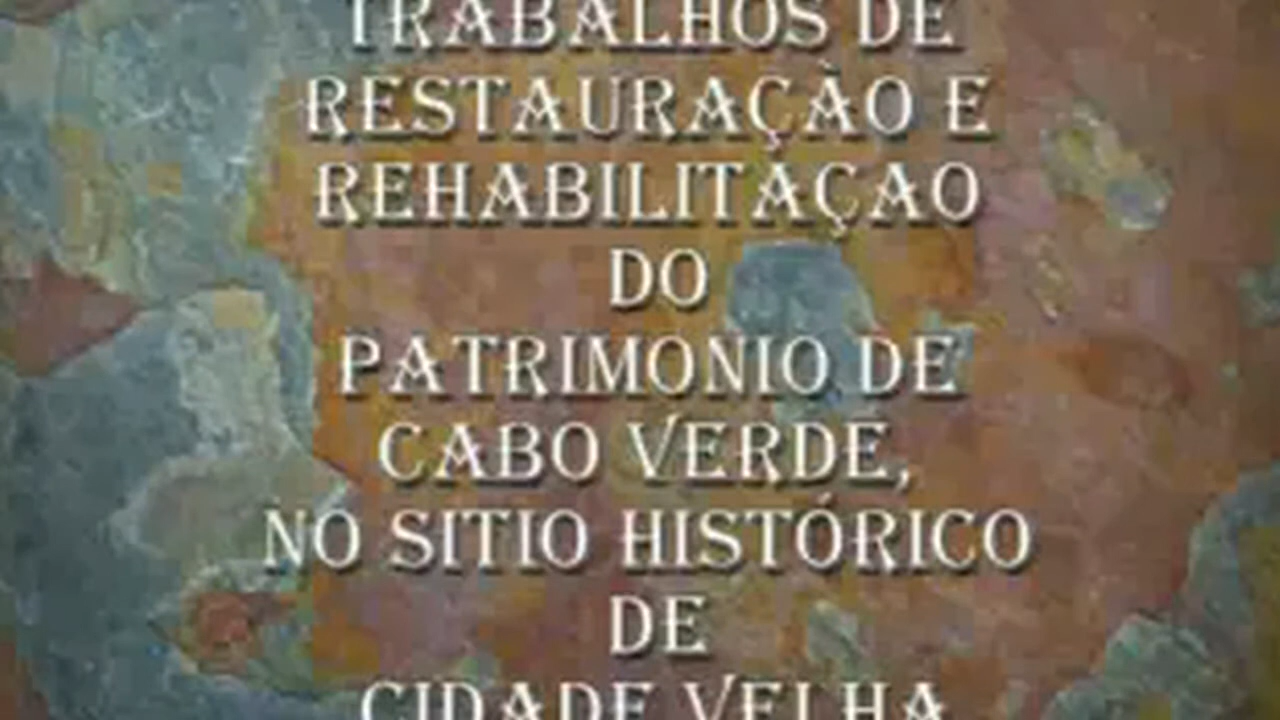 TRABALHOS DE
RESTAURAÇÃO E
REHABILITAÇAO
DO
PATRIMONIO DE
CABO VERDE,
NO SITIO HISTÓRICO
DE
CIDADE VELHA